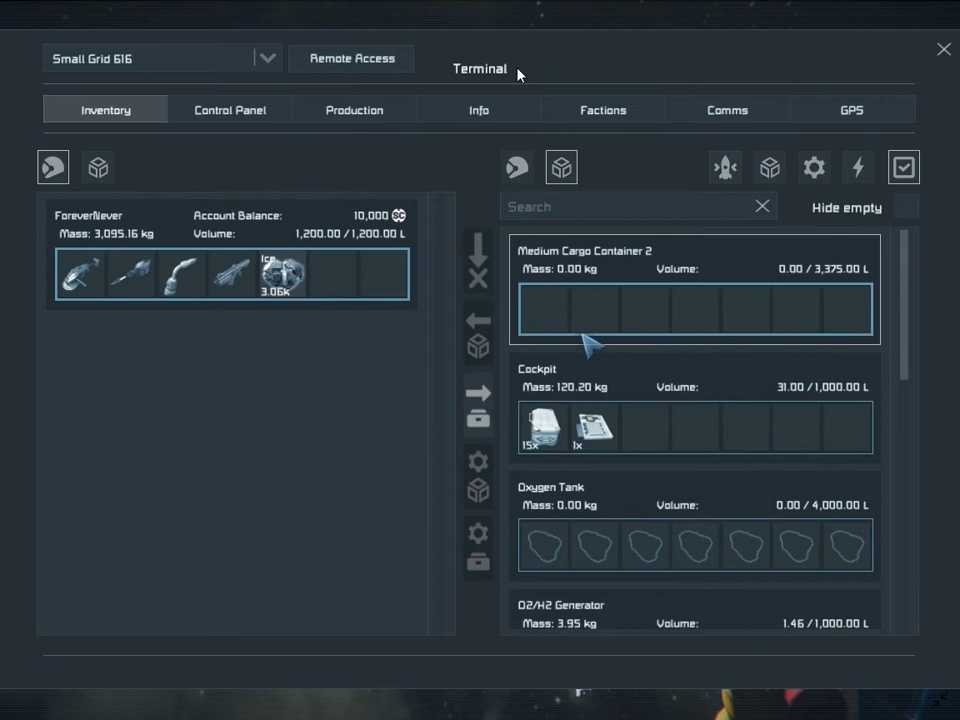 Small Grid 616
Remote Access
Terminal
Inventory
Control Panel
Production
Info
Factions
Comms
GPS
ForeverNever
Account Balance:
10,000 SC
Mass: 3,095.16 kg
Volume:
1,200.00 / 1,200.00 L
Ice
3.06k
Search
Hide empty
Medium Cargo Container 2
Mass: 0.00 kg
Volume:
0.00 / 3,375.00 L
Cockpit
Mass: 120.20 kg
Volume:
31.00 / 1,000.00 L
15x
1x
Oxygen Tank
Mass: 0.00 kg
Volume:
0.00 / 4,000.00 L
O2/H2 Generator
Mass: 3.95 kg
Volume:
1.46 / 1,000.00 L